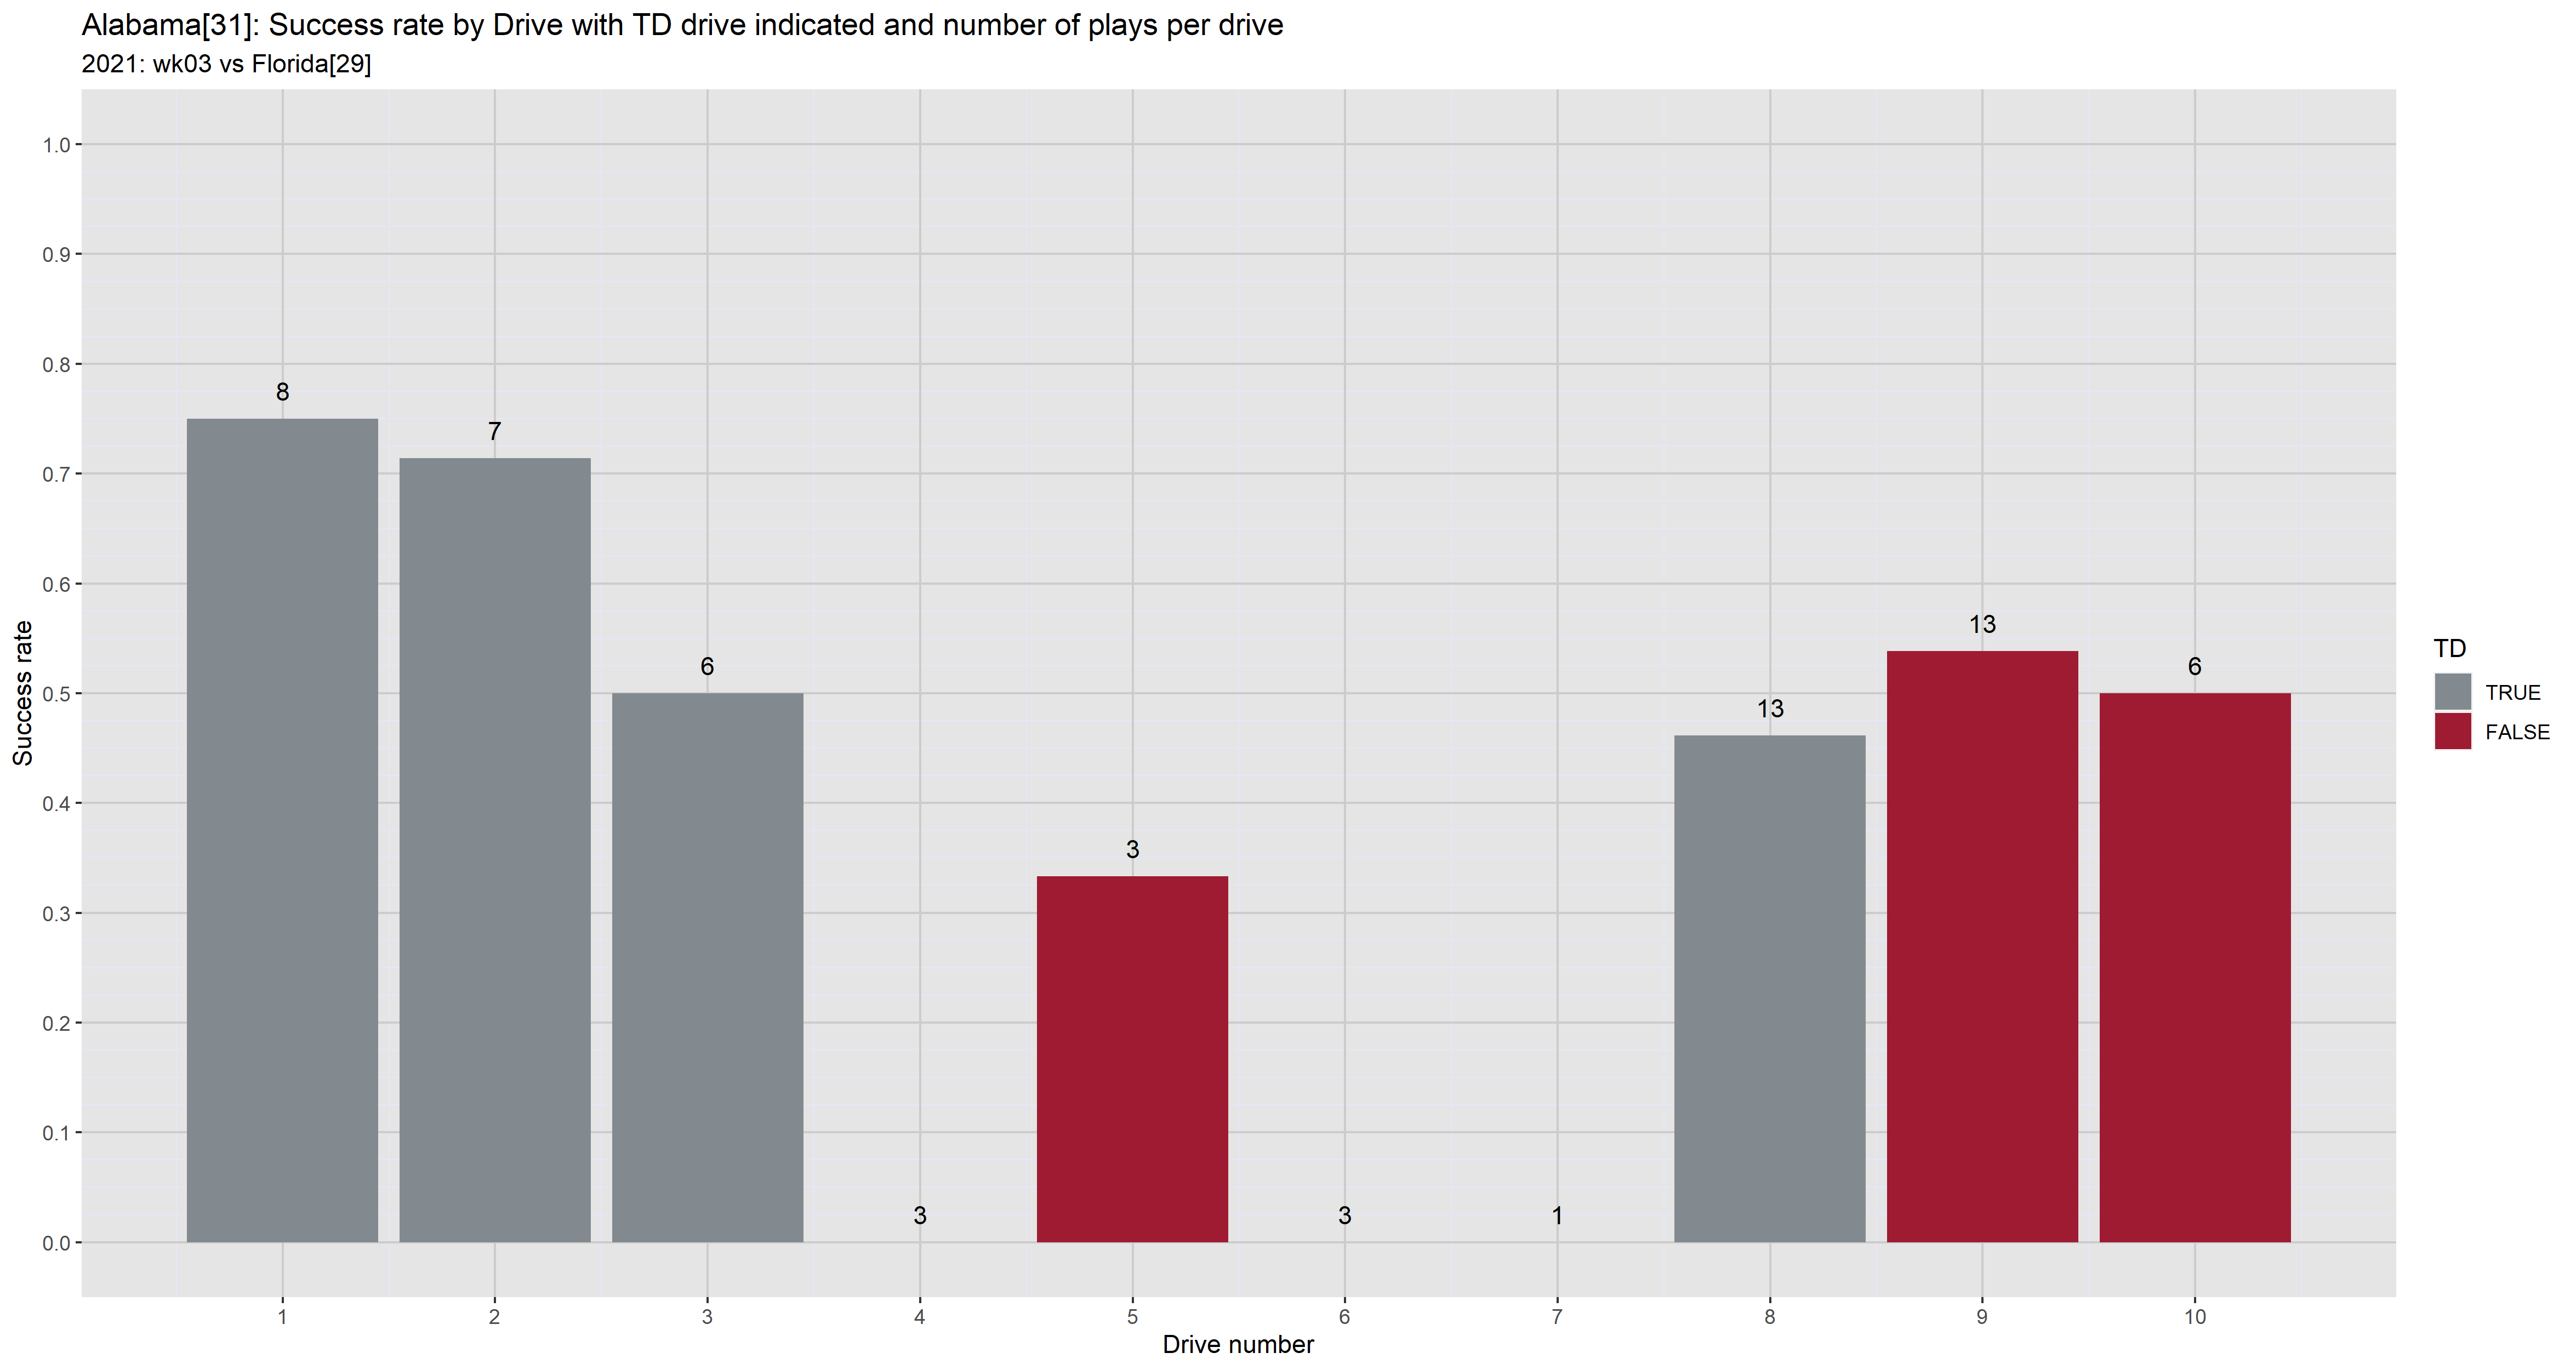 Alabama[31]: Success rate by Drive with TD drive indicated and number of plays per drive
2021: wk03 vs Florida[29]
Success rate
1.0
0.9
0.8
0.7
0.6
0.5
0.4
0.3
0.2
0.1
0.0
8
7
6
3
3
3
1
13
13
6
1 2 3 4 5 6 7 8 9 10
Drive number
TD
TRUE
FALSE